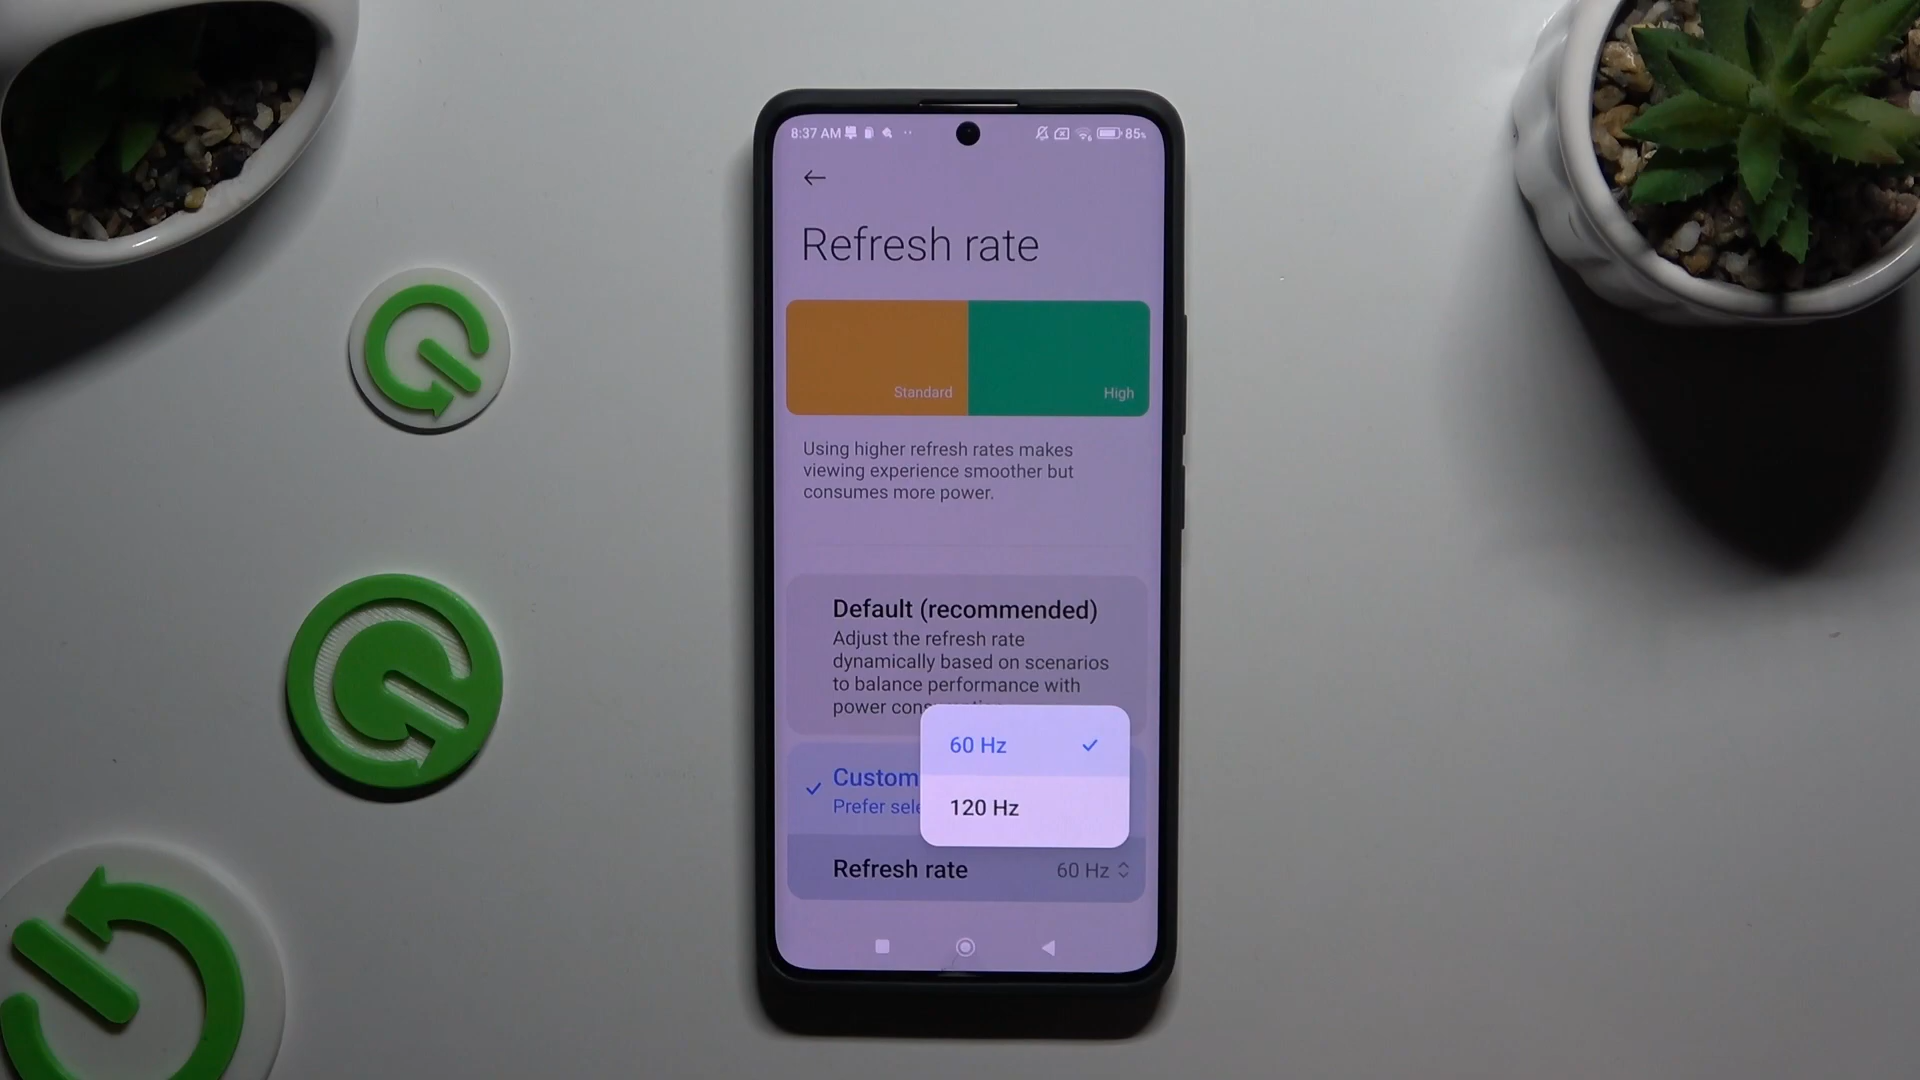 8:37 AM
85%
Refresh rate
Standard
High
Using higher refresh rates makes
viewing experience smoother but
consumes more power.
Default (recommended)
Adjust the refresh rate
dynamically based on scenarios
to balance performance with
power
60 Hz
120 Hz
Custom
Prefer
Refresh rate
60 Hz